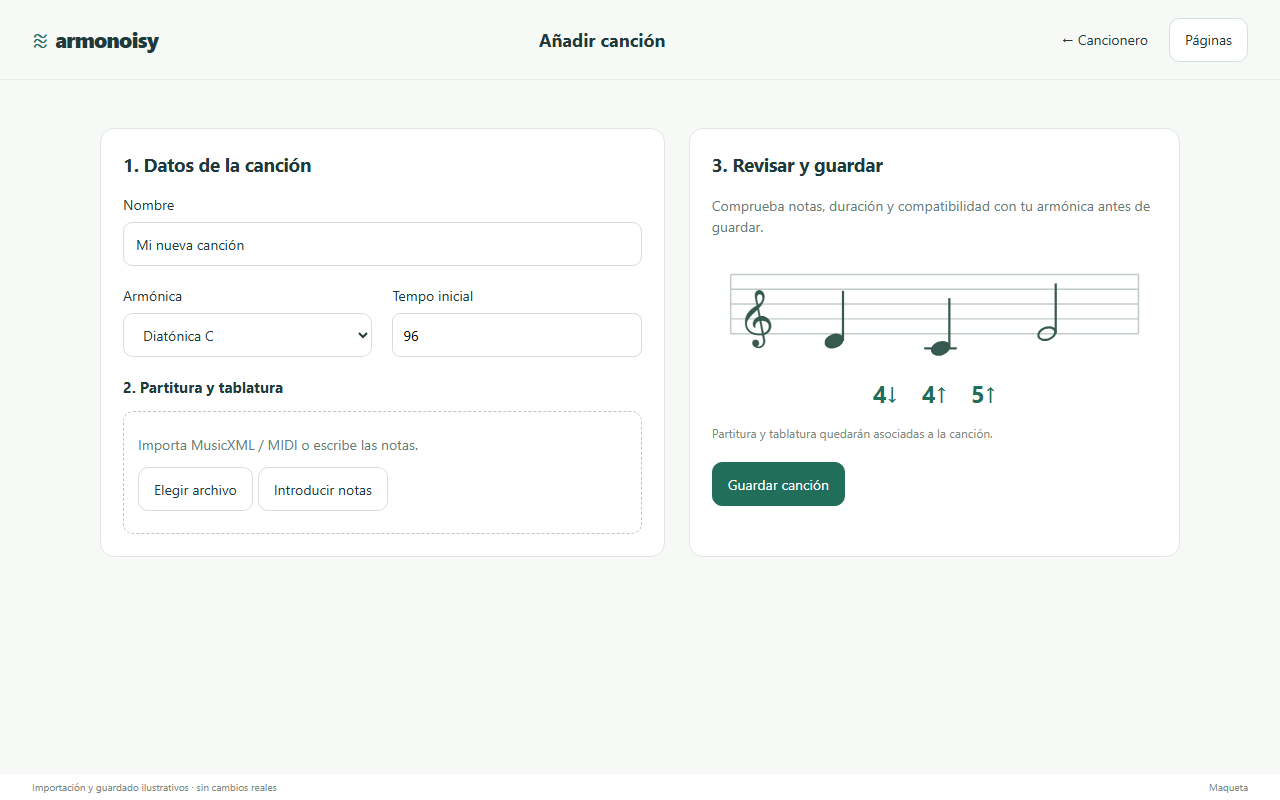 armonoisy
Añadir canción
← Cancionero
Páginas
1. Datos de la canción
Nombre
Mi nueva canción
Armónica
Tempo inicial
Diatónica C
96
2. Partitura y tablatura
Importa MusicXML / MIDI o escribe las notas.
Elegir archivo
Introducir notas
3. Revisar y guardar
Comprueba notas, duración y compatibilidad con tu armónica antes de
guardar.
4↓ 4↑ 5↑
Partitura y tablatura quedarán asociadas a la canción.
Guardar canción
Importación y guardado ilustrativos · sin cambios reales
Maqueta